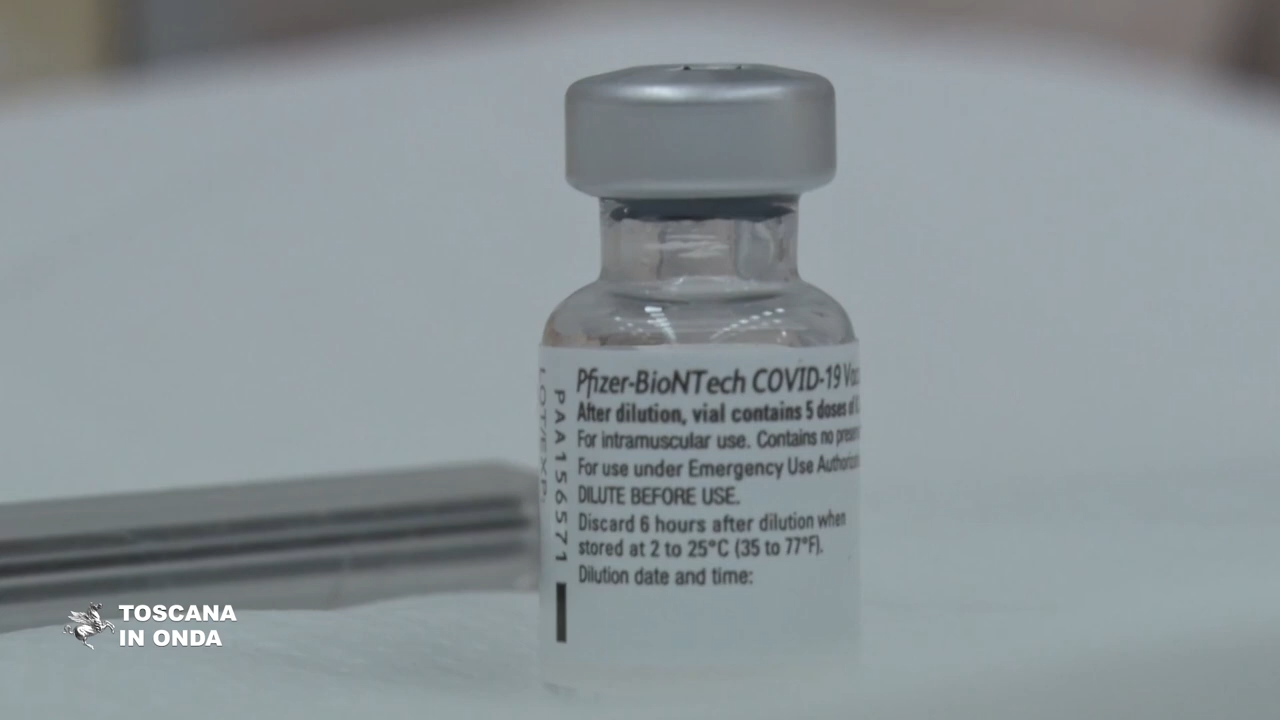 Pfizer-BioNTech COVID-19
After dilution, vial contains 5 doses of
For intramuscular use. Contains no
For use under Emergency Use
DILUTE BEFORE USE.
Discard 6 hours after dilution when
stored at 2 to 25°C (35 to 77°F).
Dilution date and time:
LOT/EXP:
PAA156571
TOSCANA
IN ONDA